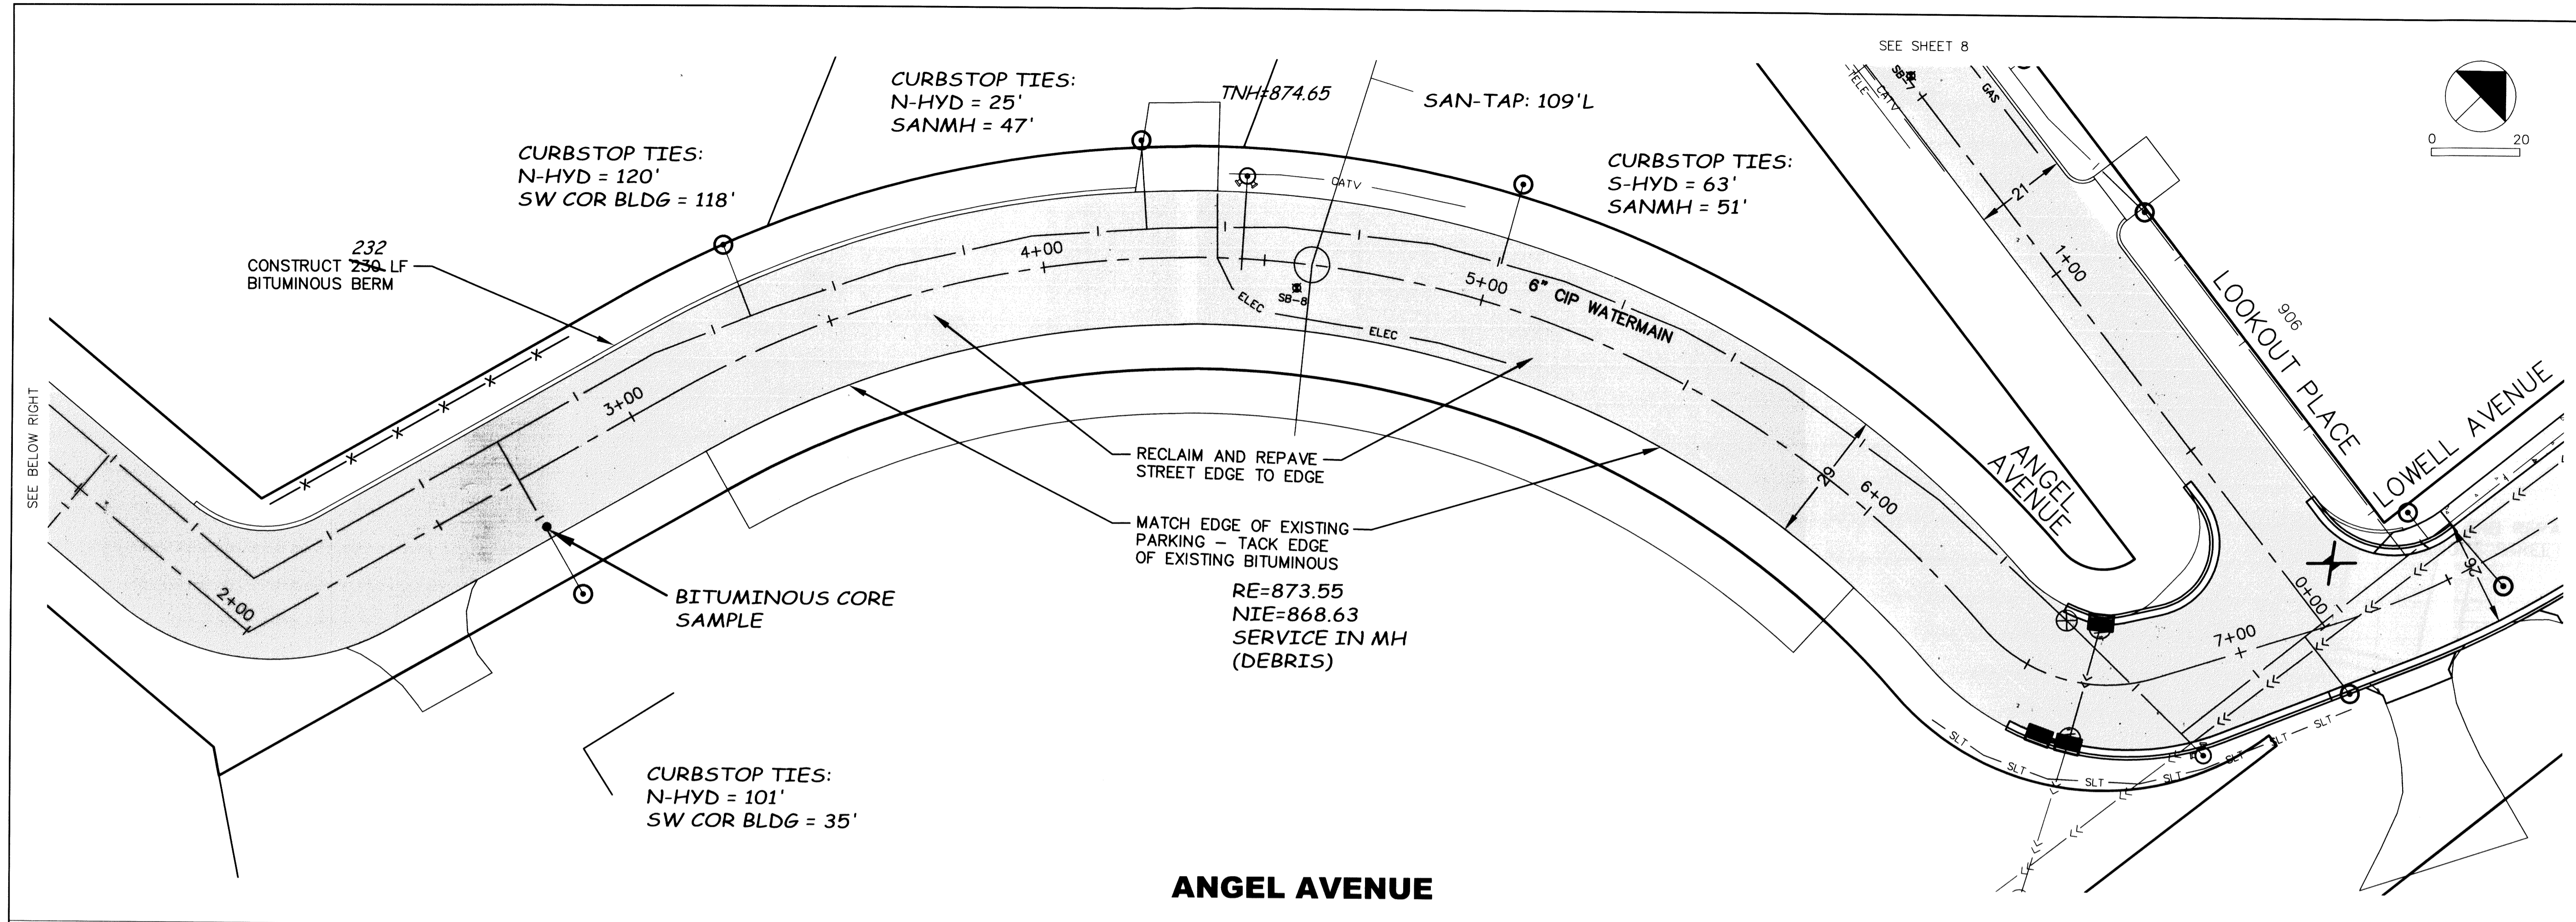 SEE SHEET 8
CURBSTOP TIES:
N-HYD = 25'
SANMH = 47'
TNH=874.65
SAN-TAP: 109'L
CURBSTOP TIES:
N-HYD = 120'
SW COR BLDG = 118'
CURBSTOP TIES:
S-HYD = 63'
SANMH = 51'
0 20
SB-7
TELE
CATV
GAS
21
1+00
CATV
232
CONSTRUCT 230 LF
BITUMINOUS BERM
4+00
5+00
6" CIP WATERMAIN
SB-8
ELEC
ELEC
LOOKOUT PLACE
906
LOWELL AVENUE
SEE BELOW RIGHT
3+00
2+00
RECLAIM AND REPAVE
STREET EDGE TO EDGE
MATCH EDGE OF EXISTING
PARKING – TACK EDGE
OF EXISTING BITUMINOUS
29
6+00
ANGEL
AVENUE
26
0+00
7+00
RE=873.55
NIE=868.63
SERVICE IN MH
(DEBRIS)
BITUMINOUS CORE
SAMPLE
SLT
SLT
SLT
SLT
SLT
SLT
SLT
CURBSTOP TIES:
N-HYD = 101'
SW COR BLDG = 35'
ANGEL AVENUE